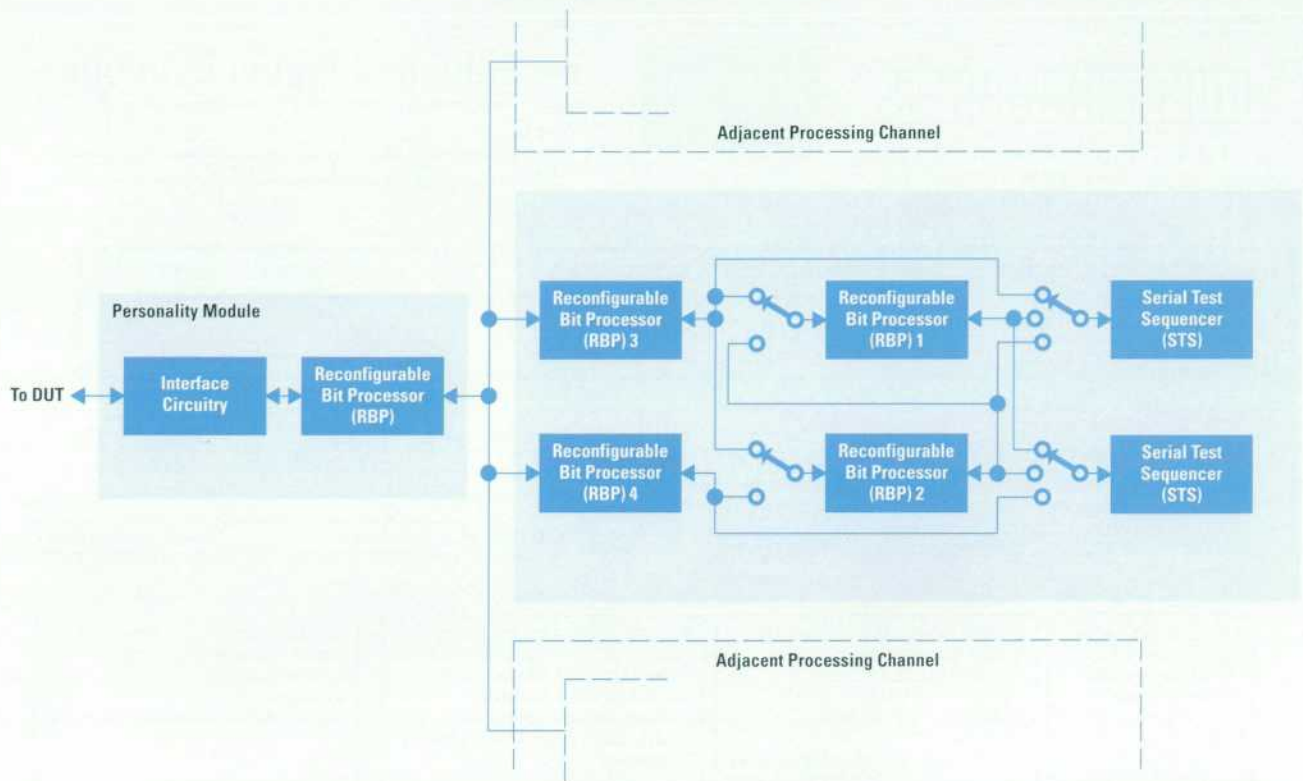 Adjacent Processing Channel
Personality Module
To DUT
Interface
Circuitry
Reconfigurable
Bit Processor
(RBP)
Reconfigurable
Bit Processor
(RBP) 3
Reconfigurable
Bit Processor
(RBP) 1
Serial Test
Sequencer
(STS)
Reconfigurable
Bit Processor
(RBP) 4
Reconfigurable
Bit Processor
(RBP) 2
Serial Test
Sequencer
(STS)
Adjacent Processing Channel